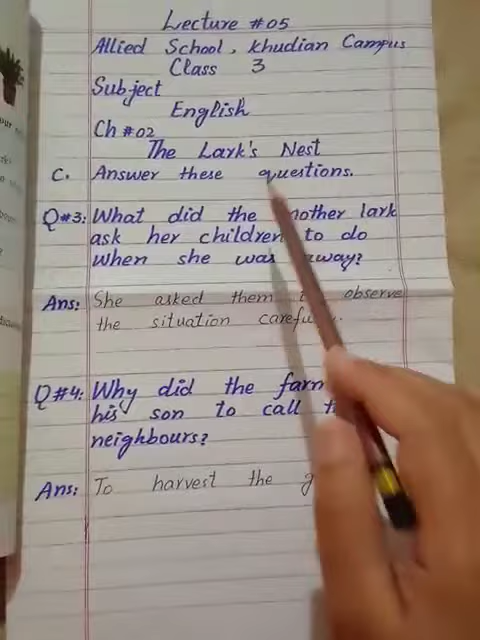 Lecture #05
Allied School, Khudian Campus
Class 3
Subject
English
Ch #02
The Lark's Nest
C. Answer these questions.
Q#3: What did the mother lark
ask her children to do
when she was away?
Ans: She asked them to observe
the situation carefully.
Q#4: Why did the
his son to call
neighbours?
Ans: To harvest the